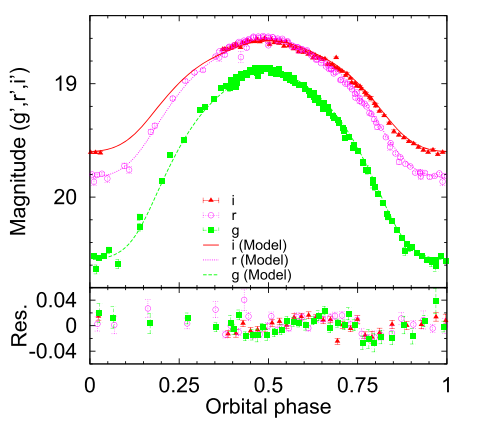 Magnitude (g',r',i')
19
20
i
r
g
i (Model)
r (Model)
g (Model)
Res.
0.04
0
-0.04
0
0.25
0.5
0.75
1
Orbital phase